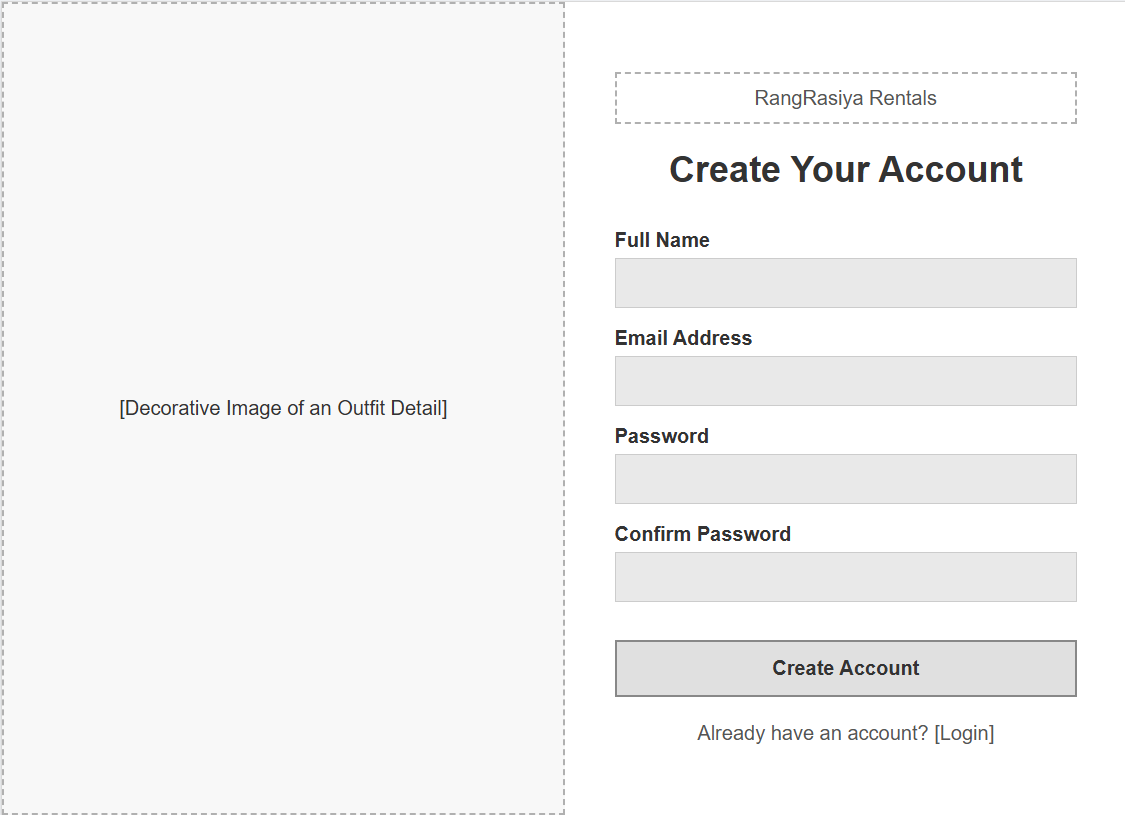 [Decorative Image of an Outfit Detail]
RangRasiya Rentals
Create Your Account
Full Name
Email Address
Password
Confirm Password
Create Account
Already have an account? [Login]